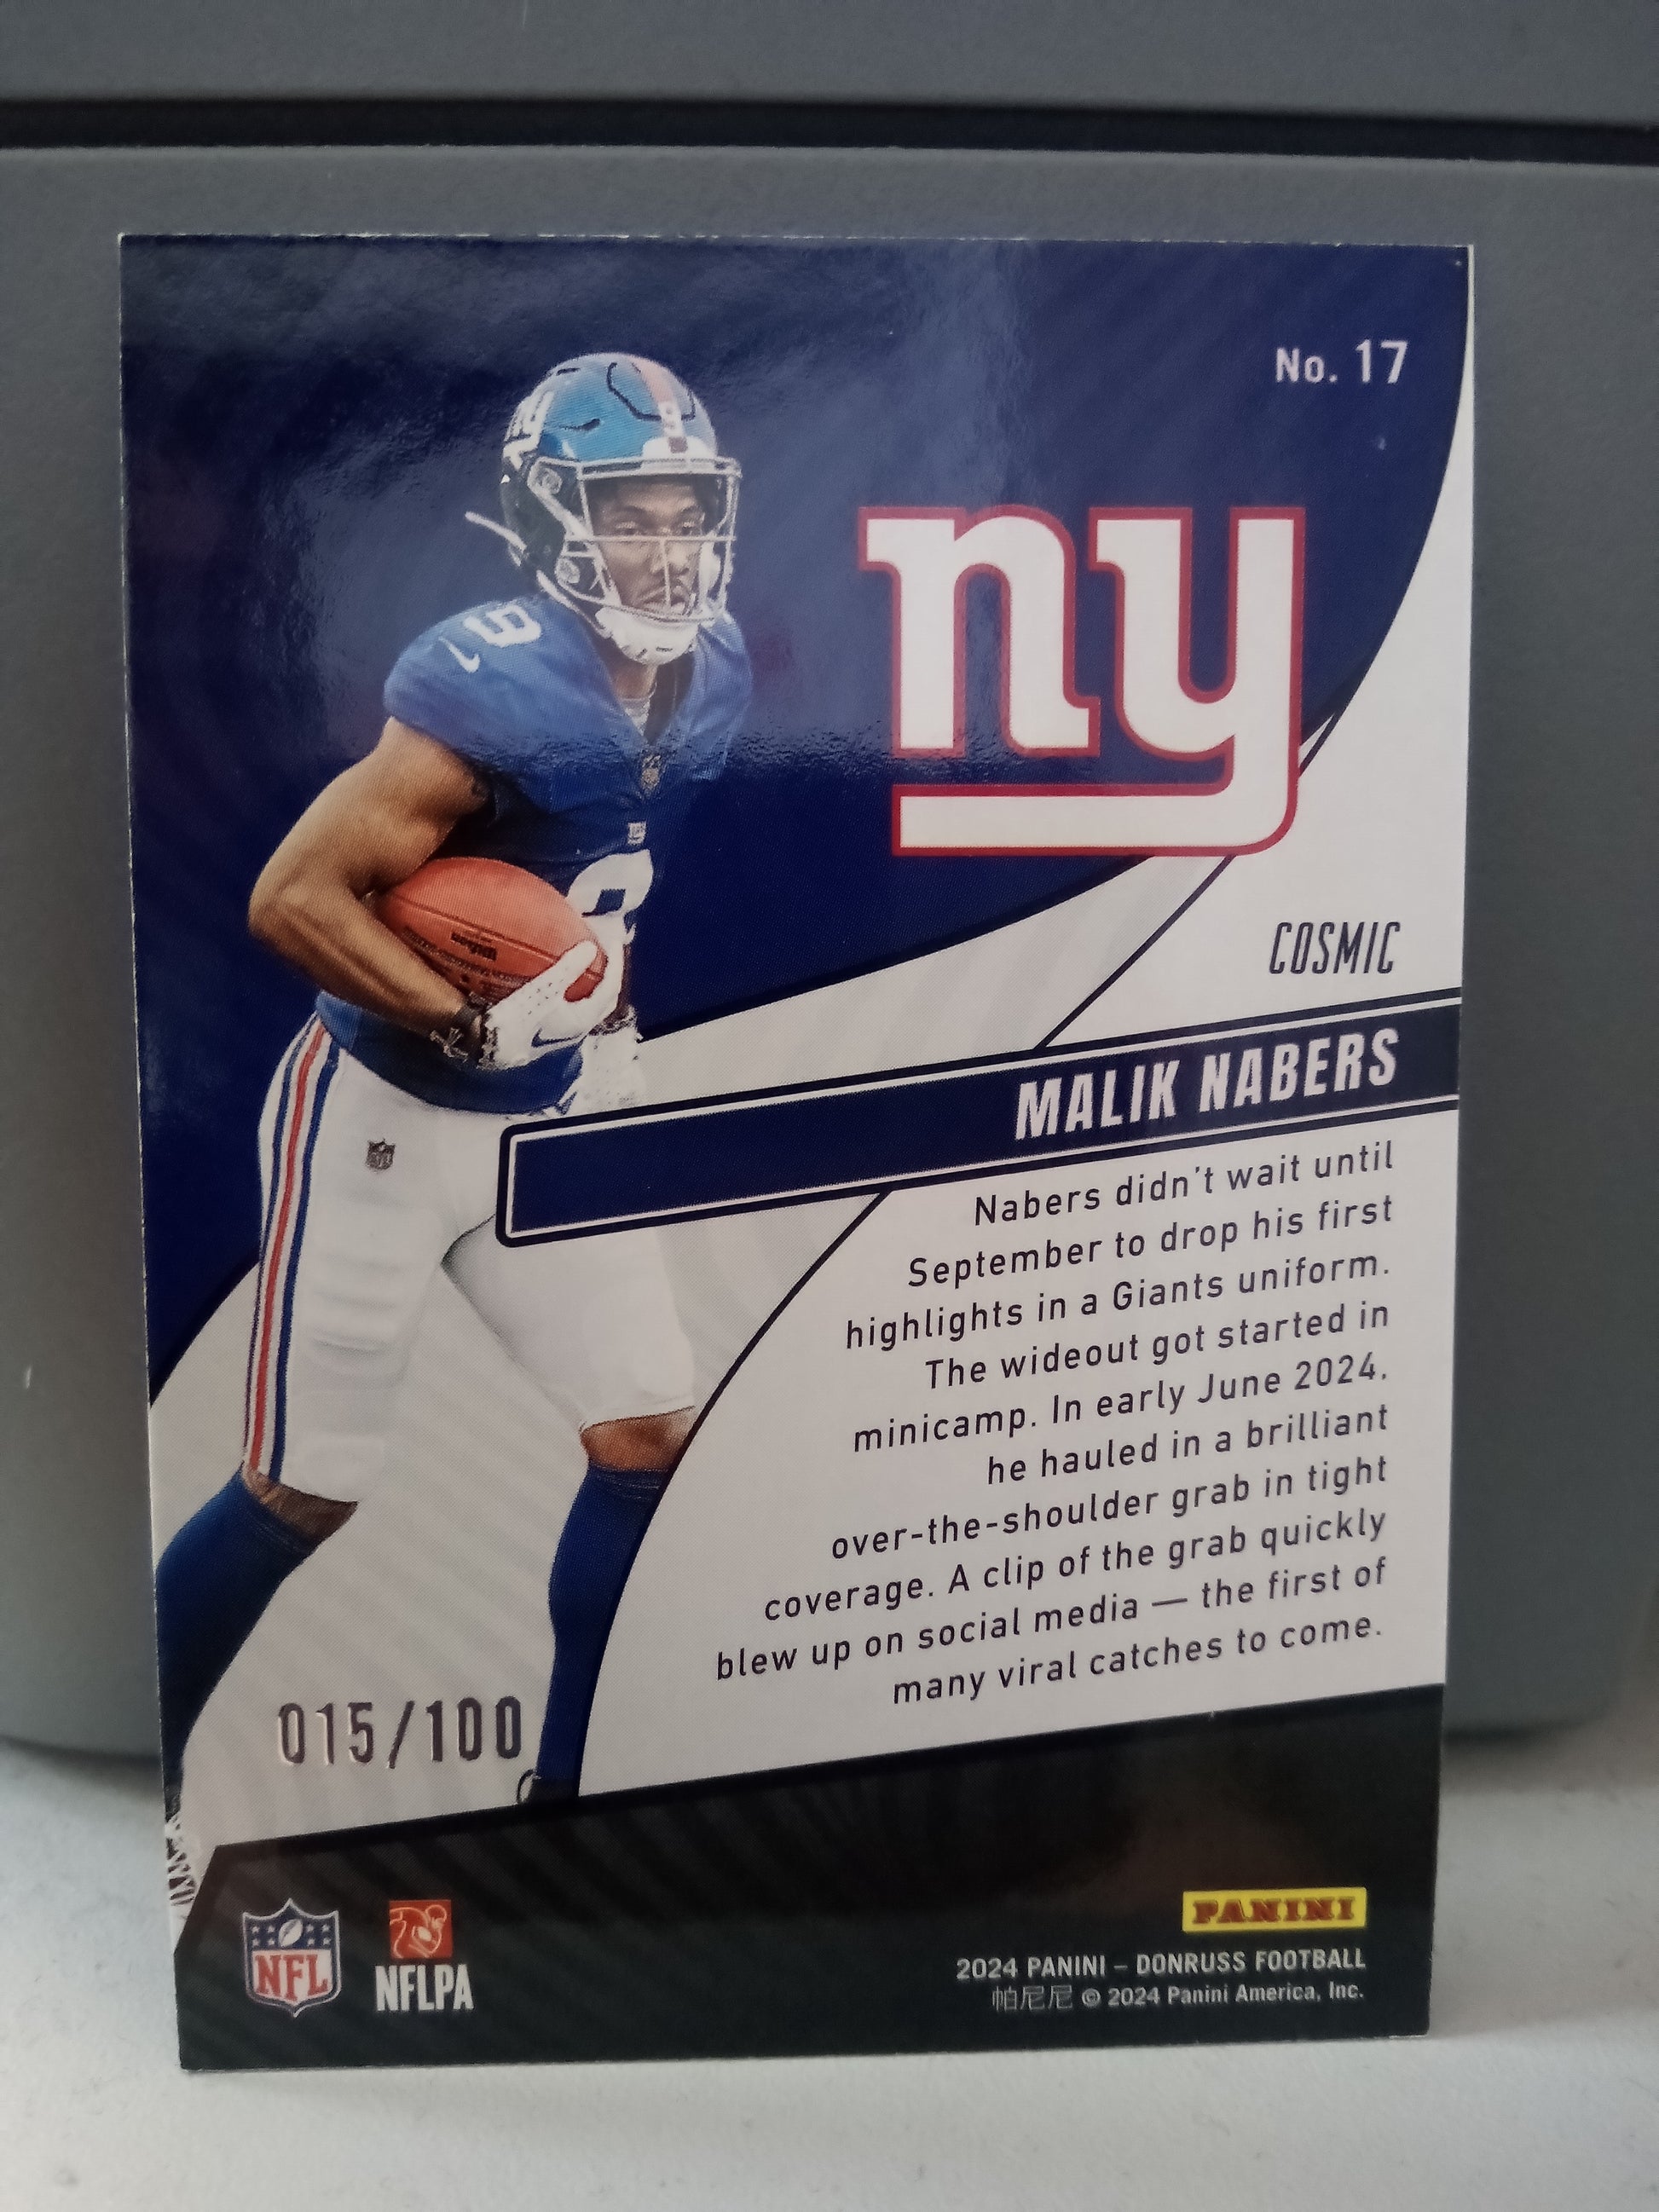 No. 17
ny
9
9
Wilson
COSMIC
MALIK NABERS
Nabers didn't wait until
September to drop his first
highlights in a Giants uniform.
The wideout got started in
minicamp. In early June 2024,
he hauled in a brilliant
over-the-shoulder grab in tight
coverage. A clip of the grab quickly
blew up on social media — the first of
many viral catches to come.
015/100
NFL
NFLPA
PANINI
2024 PANINI – DONRUSS FOOTBALL
帕尼尼 © 2024 Panini America, Inc.